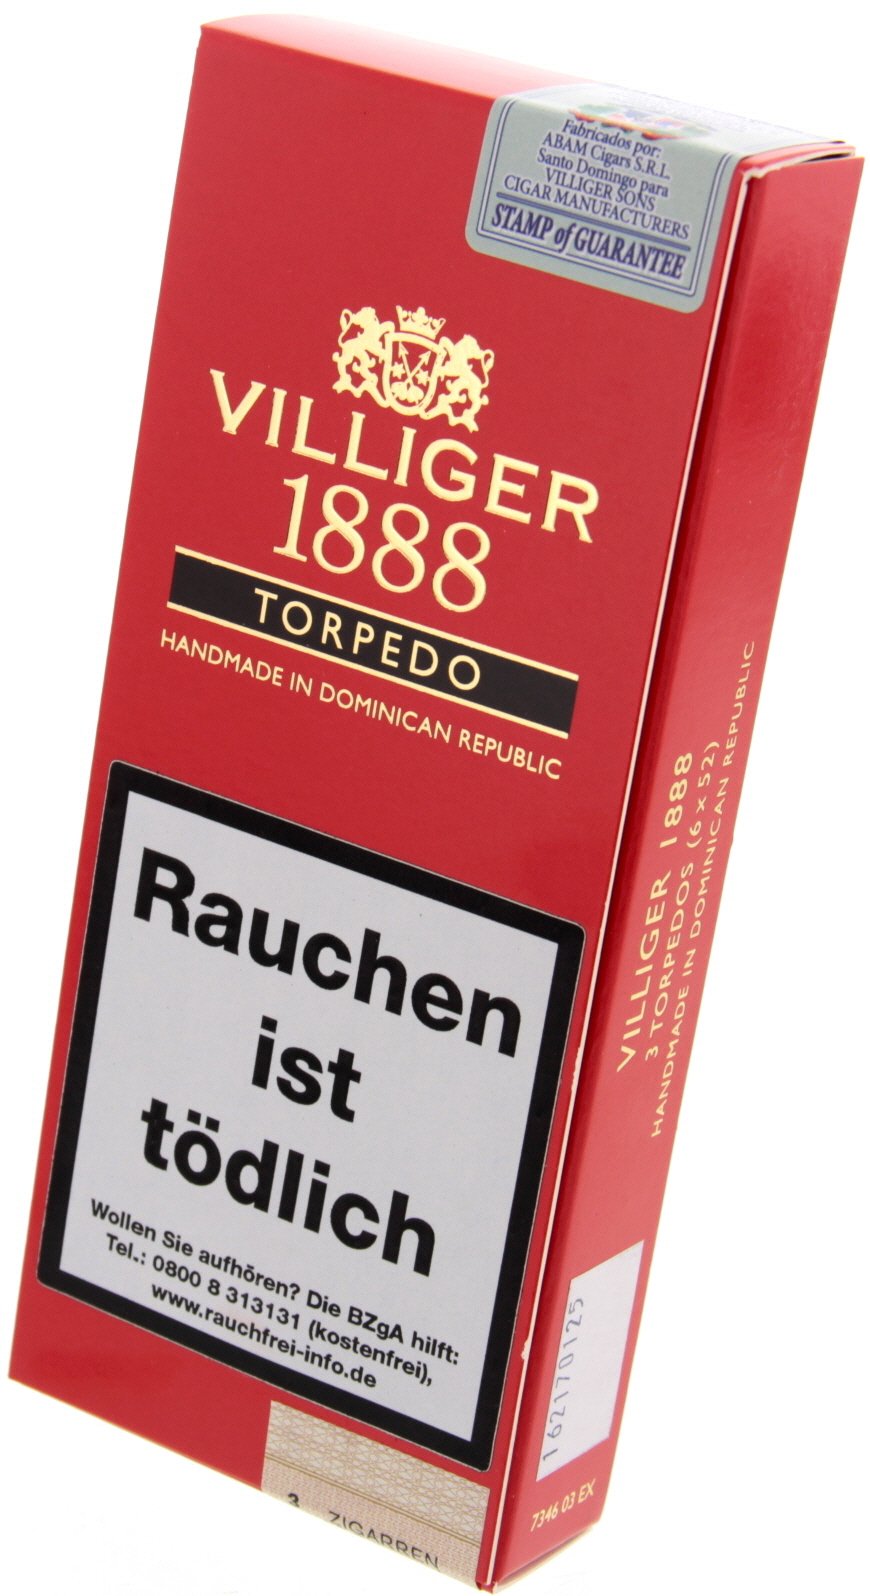 Fabricados por:
ABAM Cigars S.R.L.
Santo Domingo para
VILLIGER SONS
CIGAR MANUFACTURERS
STAMP of GUARANTEE
VILLIGER
1888
TORPEDO
HANDMADE IN DOMINICAN REPUBLIC
Rauchen
ist
tödlich
Wollen Sie aufhören? Die BZgA hilft:
Tel.: 0800 8 313131 (kostenfrei),
www.rauchfrei-info.de
3 ZIGARREN
VILLIGER 1888
3 TORPEDOS (6 x 52)
HANDMADE IN DOMINICAN REPUBLIC
162170125
7346 03 EX